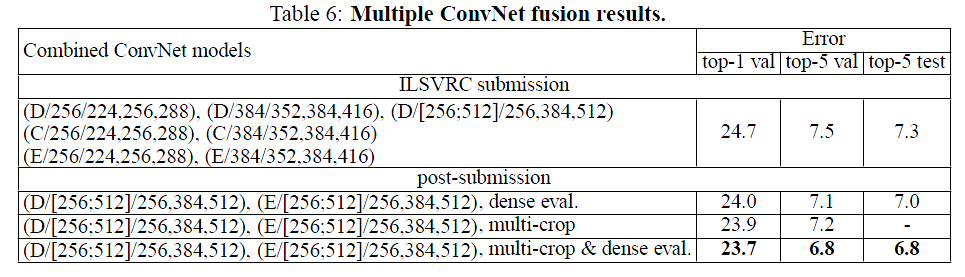 Table 6: Multiple ConvNet fusion results.
Combined ConvNet models Error
top-1 val top-5 val top-5 test
ILSVRC submission
(D/256/224,256,288), (D/384/352,384,416), (D/[256;512]/256,384,512)
(C/256/224,256,288), (C/384/352,384,416)
(E/256/224,256,288), (E/384/352,384,416)
24.7 7.5 7.3
post-submission
(D/[256;512]/256,384,512), (E/[256;512]/256,384,512), dense eval. 24.0 7.1 7.0
(D/[256;512]/256,384,512), (E/[256;512]/256,384,512), multi-crop 23.9 7.2 -
(D/[256;512]/256,384,512), (E/[256;512]/256,384,512), multi-crop & dense eval. 23.7 6.8 6.8